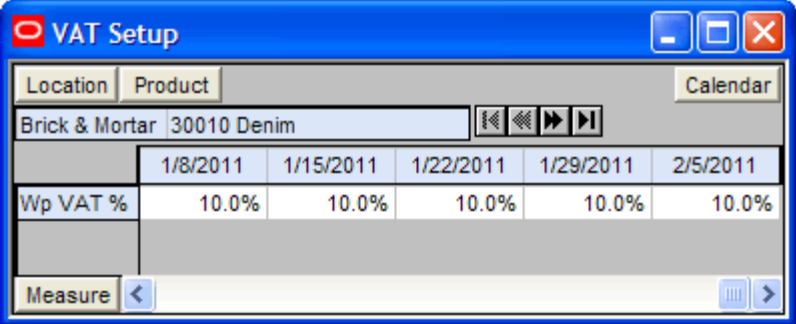 VAT Setup
Location Product Calendar
Brick & Mortar 30010 Denim
1/8/2011 1/15/2011 1/22/2011 1/29/2011 2/5/2011
Wp VAT % 10.0% 10.0% 10.0% 10.0% 10.0%
Measure